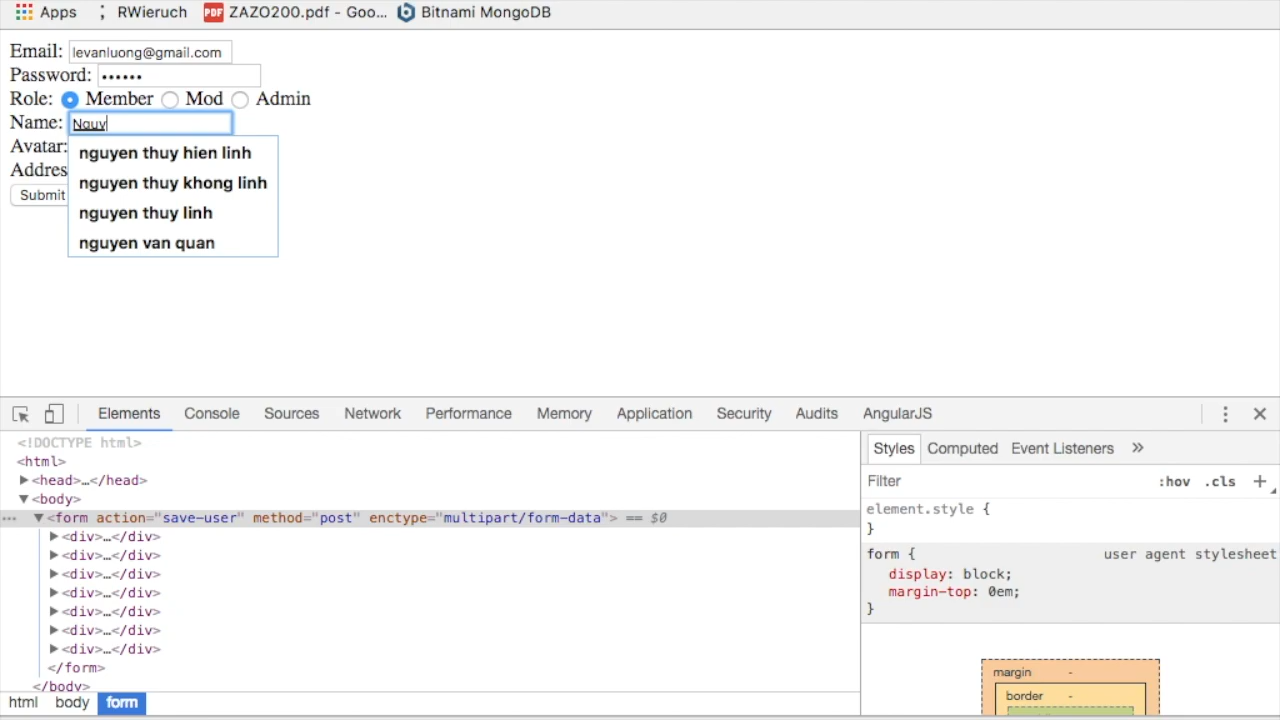 Apps ; RWieruch PDF ZAZO200.pdf - Goo... Bitnami MongoDB
Email: levanluong@gmail.com
Password: ••••••
Role: Member Mod Admin
Name: Nguy
Avatar:
Addres
Submit
nguyen thuy hien linh
nguyen thuy khong linh
nguyen thuy linh
nguyen van quan
Elements Console Sources Network Performance Memory Application Security Audits AngularJS
<!DOCTYPE html>
<html>
▶<head>…</head>
▼<body>
… ▼<form action="save-user" method="post" enctype="multipart/form-data"> == $0
▶<div>…</div>
▶<div>…</div>
▶<div>…</div>
▶<div>…</div>
▶<div>…</div>
▶<div>…</div>
▶<div>…</div>
</form>
</body>
html body form
Styles Computed Event Listeners »
Filter :hov .cls +
element.style {
}
form { user agent stylesheet
display: block;
margin-top: 0em;
}
margin -
border -